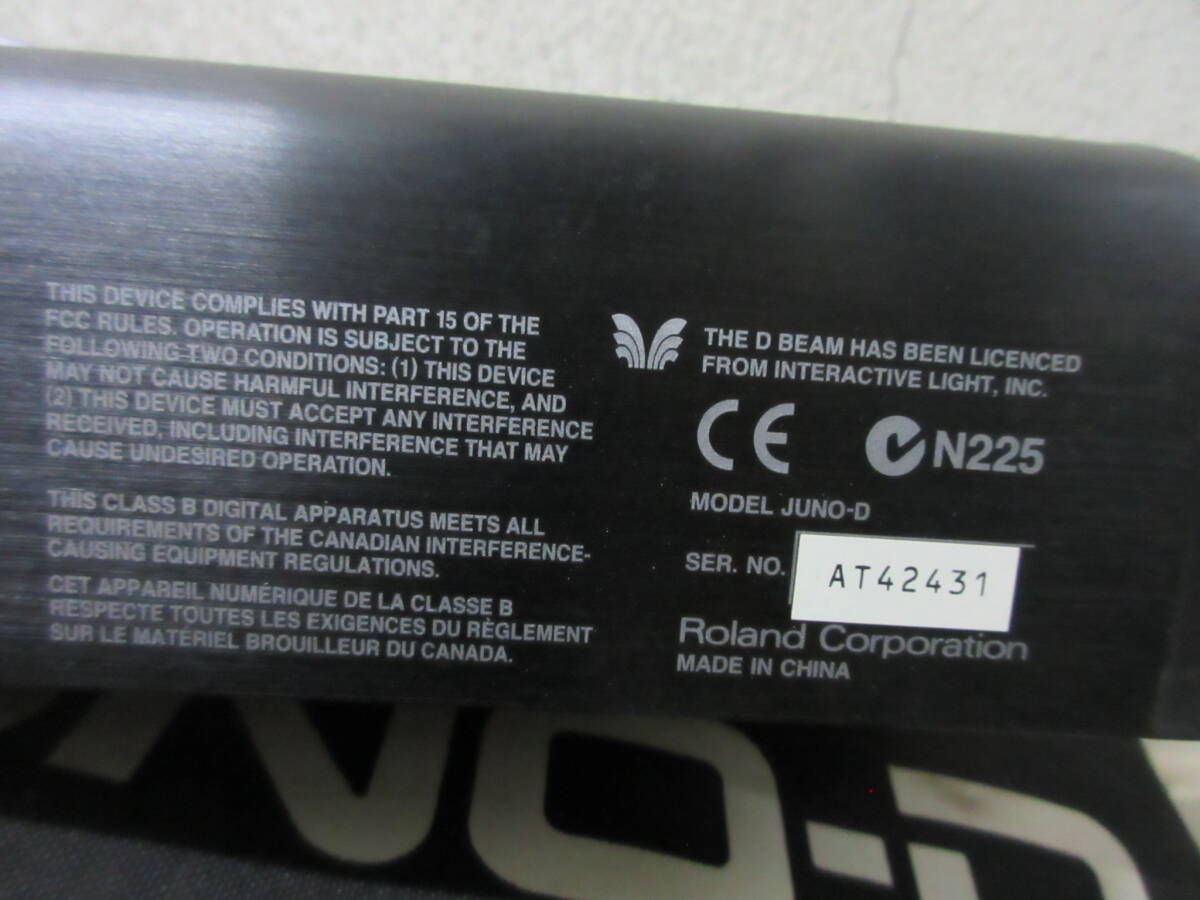 THIS DEVICE COMPLIES WITH PART 15 OF THE
FCC RULES. OPERATION IS SUBJECT TO THE
FOLLOWING TWO CONDITIONS: (1) THIS DEVICE
MAY NOT CAUSE HARMFUL INTERFERENCE, AND
(2) THIS DEVICE MUST ACCEPT ANY INTERFERENCE
RECEIVED, INCLUDING INTERFERENCE THAT MAY
CAUSE UNDESIRED OPERATION.
THIS CLASS B DIGITAL APPARATUS MEETS ALL
REQUIREMENTS OF THE CANADIAN INTERFERENCE-
CAUSING EQUIPMENT REGULATIONS.
CET APPAREIL NUMÉRIQUE DE LA CLASSE B
RESPECTE TOUTES LES EXIGENCES DU RÈGLEMENT
SUR LE MATÉRIEL BROUILLEUR DU CANADA.
THE D BEAM HAS BEEN LICENCED
FROM INTERACTIVE LIGHT, INC.
CE N225
MODEL JUNO-D
SER. NO. AT42431
Roland Corporation
MADE IN CHINA
NO-D